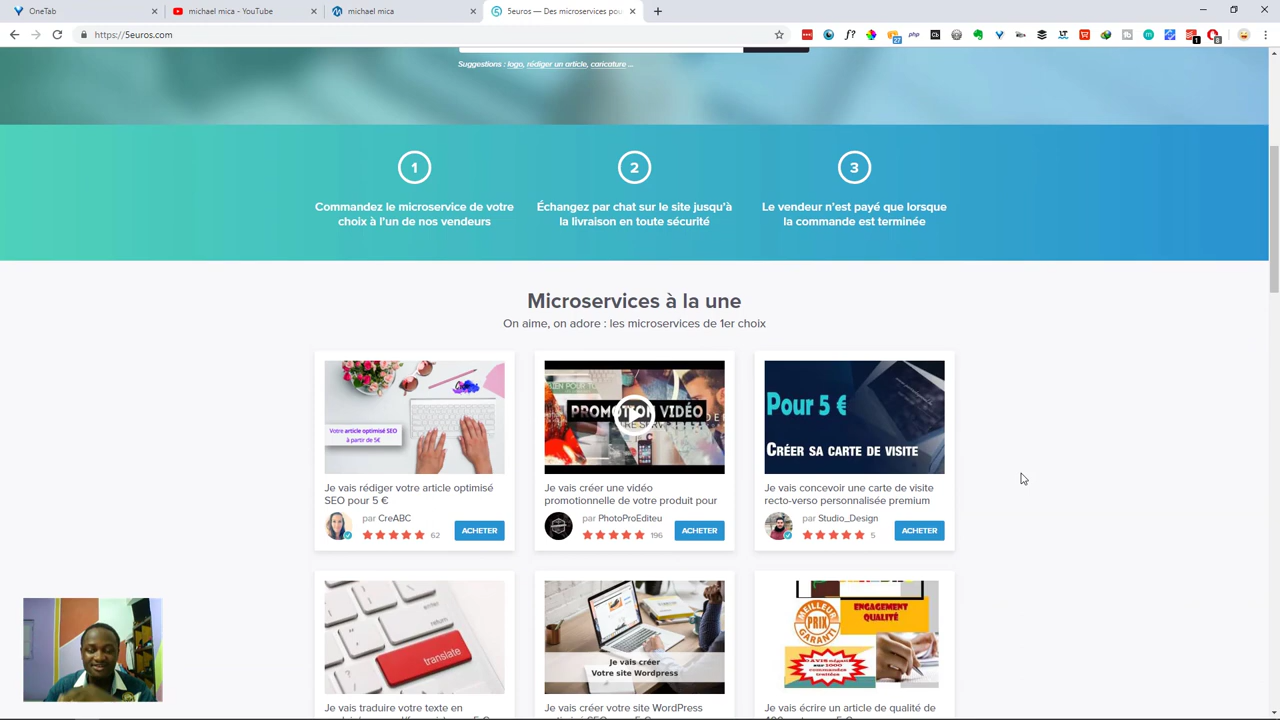 OneTab
michael mica - YouTube
michael mica
5euros — Des microservices pou
https://5euros.com
Suggestions : logo, rédiger un article, caricature ...
1
2
3
Commandez le microservice de votre
choix à l'un de nos vendeurs
Échangez par chat sur le site jusqu'à
la livraison en toute sécurité
Le vendeur n'est payé que lorsque
la commande est terminée
Microservices à la une
On aime, on adore : les microservices de 1er choix
Votre article optimisé SEO
à partir de 5€
PROMOTION VIDÉO
Pour 5 €
CRÉER SA CARTE DE VISITE
Je vais rédiger votre article optimisé
SEO pour 5 €
par CreABC
62
ACHETER
Je vais créer une vidéo
promotionnelle de votre produit pour
par PhotoProEditeu
196
ACHETER
Je vais concevoir une carte de visite
recto-verso personnalisée premium
par Studio_Design
5
ACHETER
return
translate
Je vais créer
Votre site Wordpress
MEILLEUR
PRIX
GARANTI
ENGAGEMENT
QUALITÉ
Je vais traduire votre texte en
Je vais créer votre site WordPress
Je vais écrire un article de qualité de